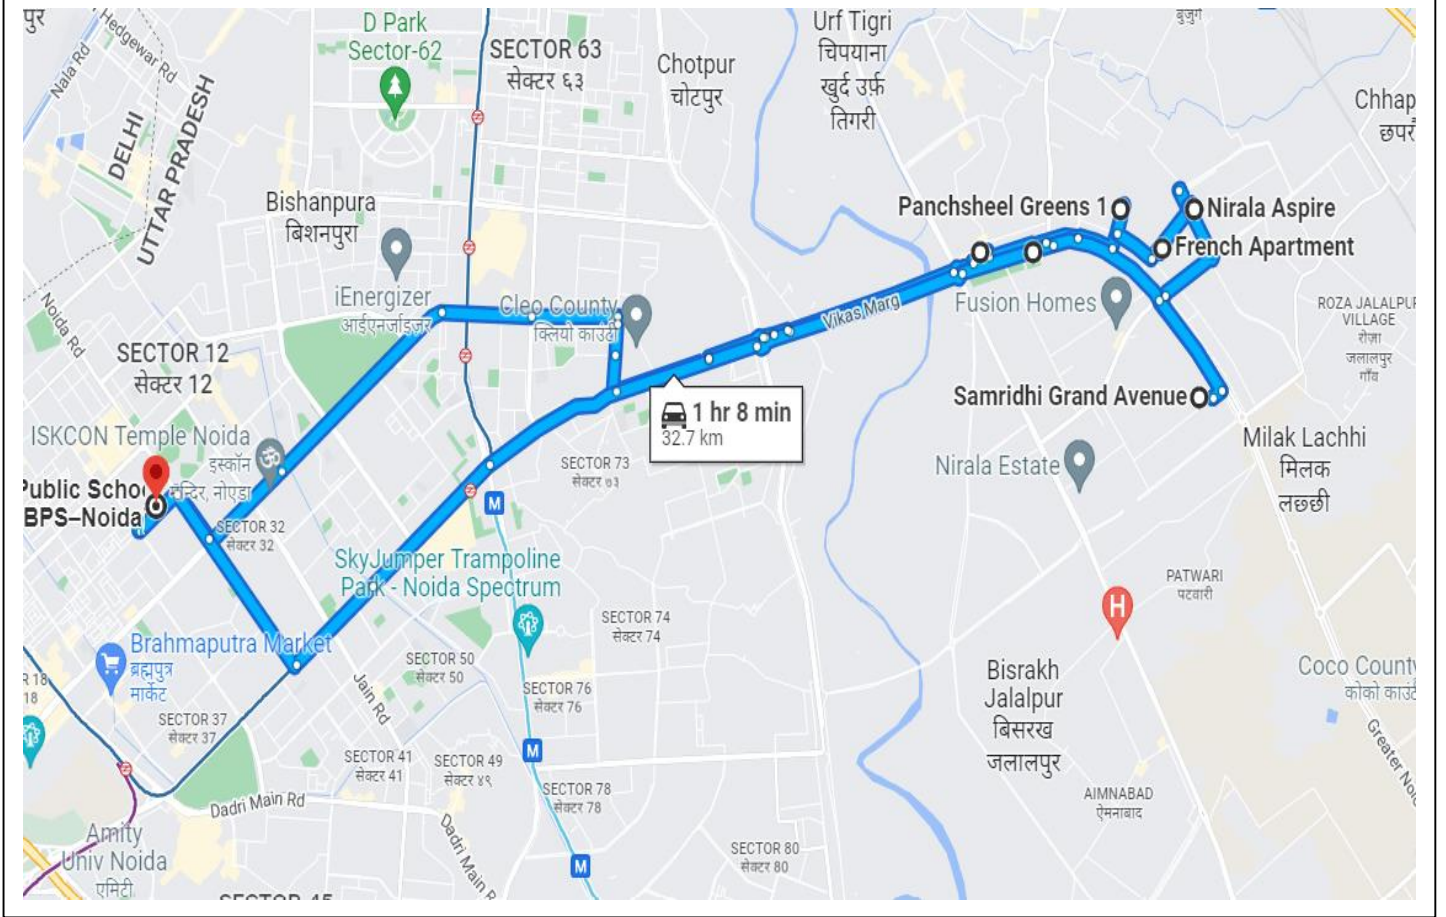 पुर
Hedgewar Rd
Nala Rd
DELHI
UTTAR PRADESH
D Park
Sector-62
SECTOR 63
सेक्टर ६३
Chotpur
चोटपुर
Urf Tigri
चिपयाना
खुर्द उर्फ़
तिगरी
बुजुर्ग
Chhap
छपरौ
Bishanpura
बिशनपुरा
Panchsheel Greens 1
Nirala Aspire
French Apartment
iEnergizer
आईएनर्जाइज़र
Cleo County
क्लियो काउंटी
Vikas Marg
Fusion Homes
ROZA JALALPUR
VILLAGE
रोज़ा
जलालपुर
गाँव
Noida Rd
SECTOR 12
सेक्टर 12
1 hr 8 min
32.7 km
Samridhi Grand Avenue
Milak Lachhi
मिलक
लच्छी
ISKCON Temple Noida
इस्कॉन
मन्दिर, नोएडा
Public Schoo
BPS–Noida
SECTOR 32
सेक्टर 32
SECTOR 73
सेक्टर ७३
Nirala Estate
M
SkyJumper Trampoline
Park - Noida Spectrum
PATWARI
पटवारी
H
SECTOR 74
सेक्टर 74
Brahmaputra Market
ब्रह्मपुत्र
मार्केट
R 18
18
SECTOR 50
सेक्टर 50
SECTOR 76
सेक्टर 76
Jain Rd
SECTOR 37
सेक्टर 37
Bisrakh
Jalalpur
बिसरख
जलालपुर
Coco County
कोको काउंटी
SECTOR 41
सेक्टर 41
SECTOR 49
सेक्टर ४९
M
SECTOR 78
सेक्टर 78
Dadri Main Rd
Dadri Main R
AIMNABAD
ऐमनाबाद
Greater Noi
Amity
Univ Noida
एमिटी
SECTOR 80
सेक्टर 80
M
SECTOR 45